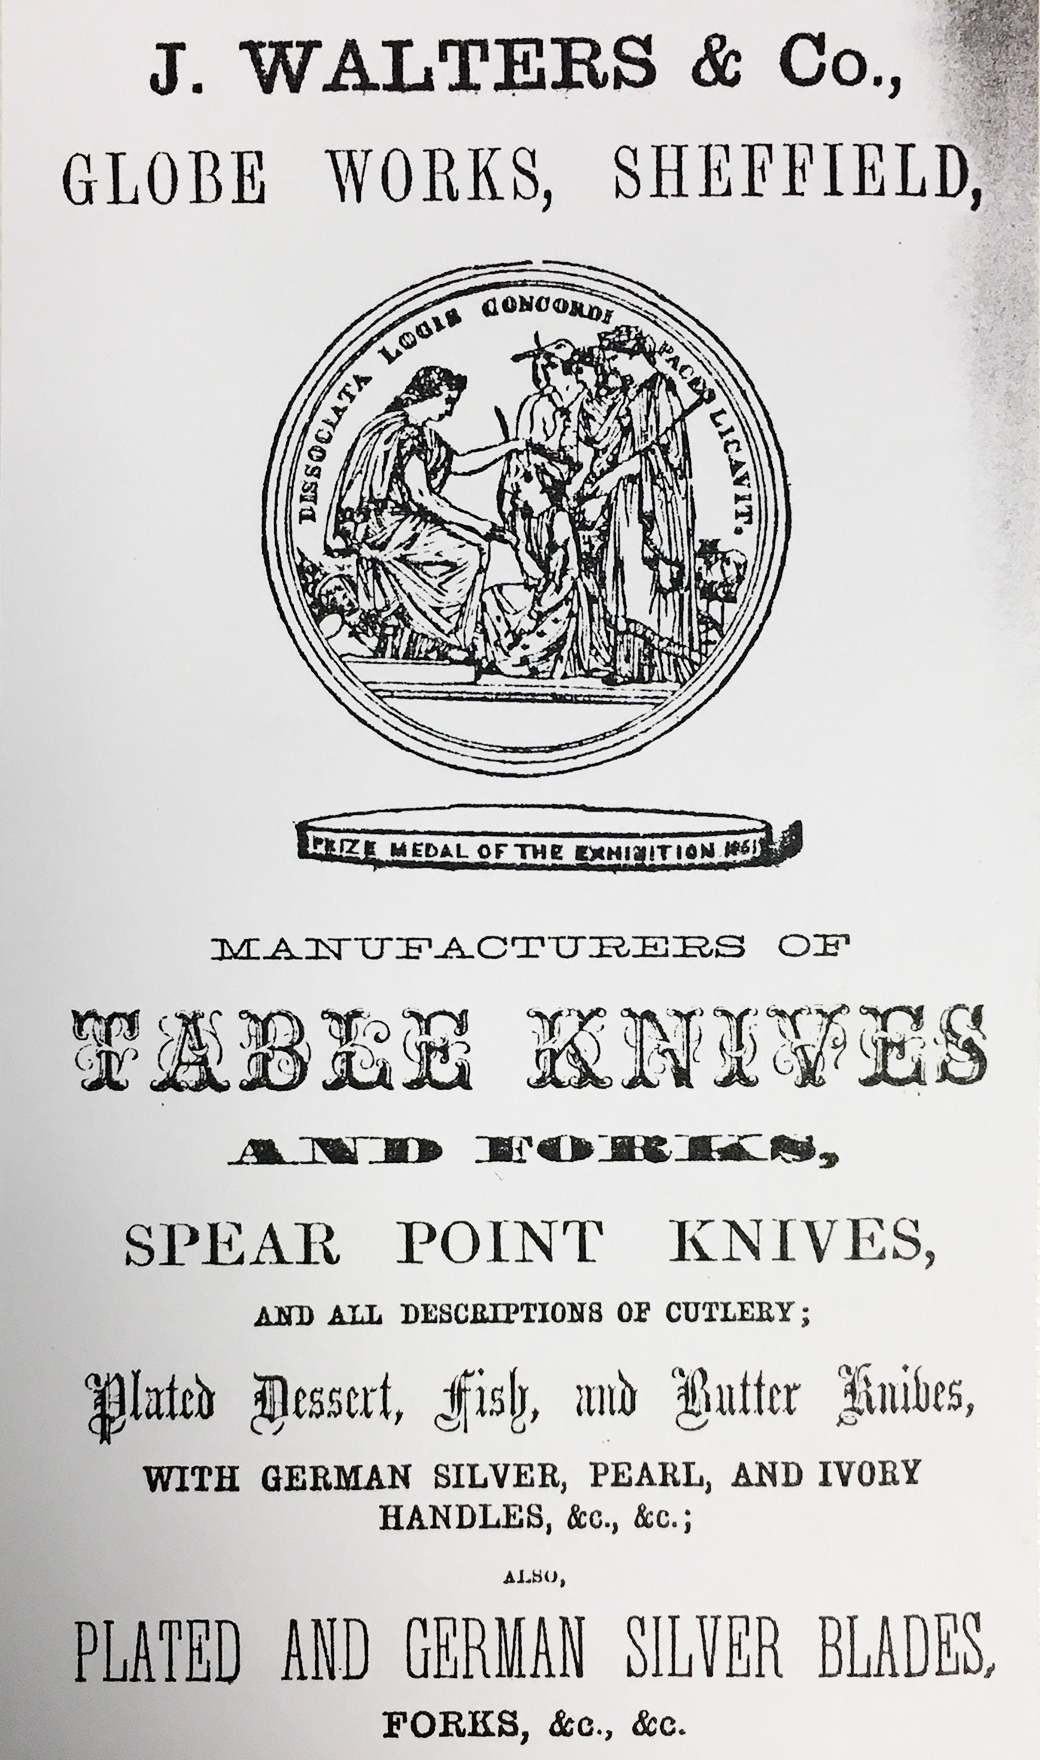 J. WALTERS & Co.,
GLOBE WORKS, SHEFFIELD,
DISSOCIATA LOCIS CONCORDI PACE LIGAVIT.
PRIZE MEDAL OF THE EXHIBITION 1851
MANUFACTURERS OF
TABLE KNIVES
AND FORKS,
SPEAR POINT KNIVES,
AND ALL DESCRIPTIONS OF CUTLERY;
Plated Dessert, Fish, and Butter Knives,
WITH GERMAN SILVER, PEARL, AND IVORY
HANDLES, &c., &c.;
ALSO,
PLATED AND GERMAN SILVER BLADES,
FORKS, &c., &c.